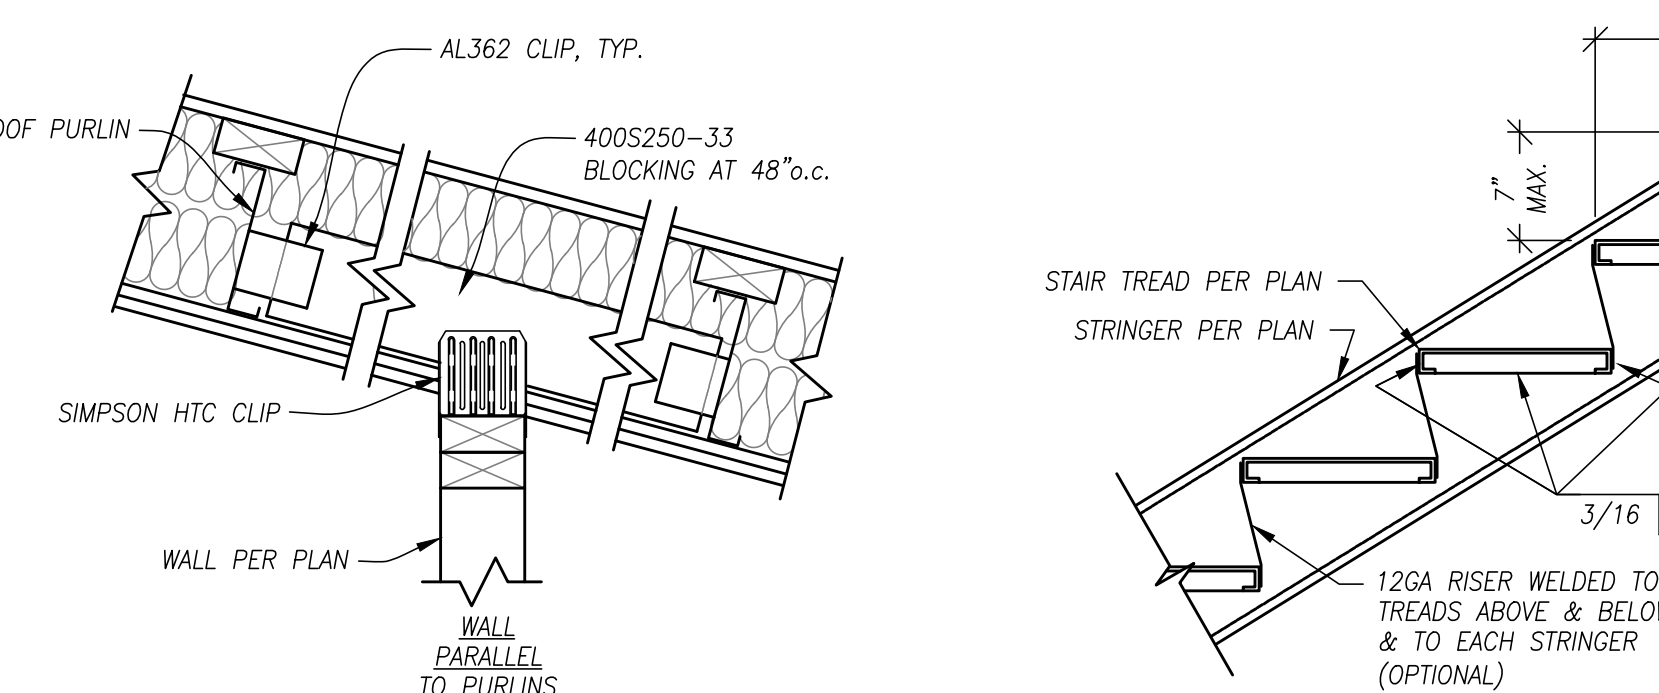 AL362 CLIP, TYP.
OOF PURLIN
400S250-33
BLOCKING AT 48"o.c.
SIMPSON HTC CLIP
WALL PER PLAN
WALL
PARALLEL
TO PURLINS
7"
MAX.
STAIR TREAD PER PLAN
STRINGER PER PLAN
3/16
12GA RISER WELDED TO
TREADS ABOVE & BELOW
& TO EACH STRINGER
(OPTIONAL)